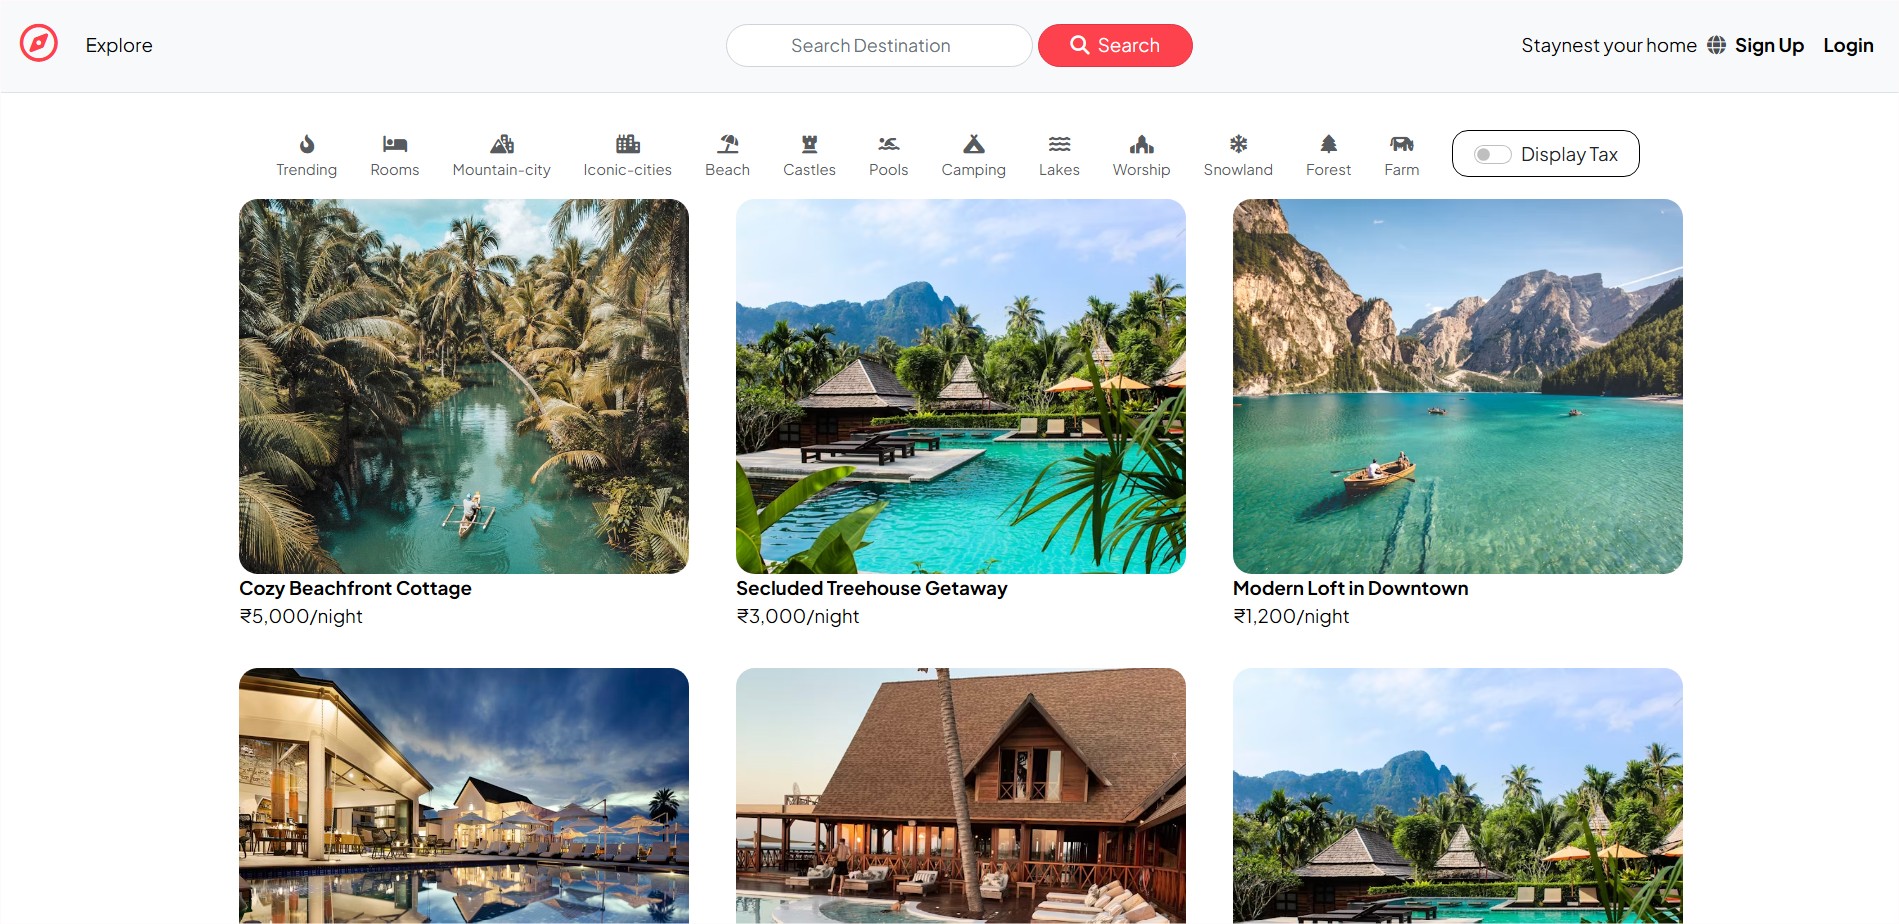 Explore
Search Destination
Search
Staynest your home
Sign Up
Login
Trending
Rooms
Mountain-city
Iconic-cities
Beach
Castles
Pools
Camping
Lakes
Worship
Snowland
Forest
Farm
Display Tax
Cozy Beachfront Cottage
₹5,000/night
Secluded Treehouse Getaway
₹3,000/night
Modern Loft in Downtown
₹1,200/night